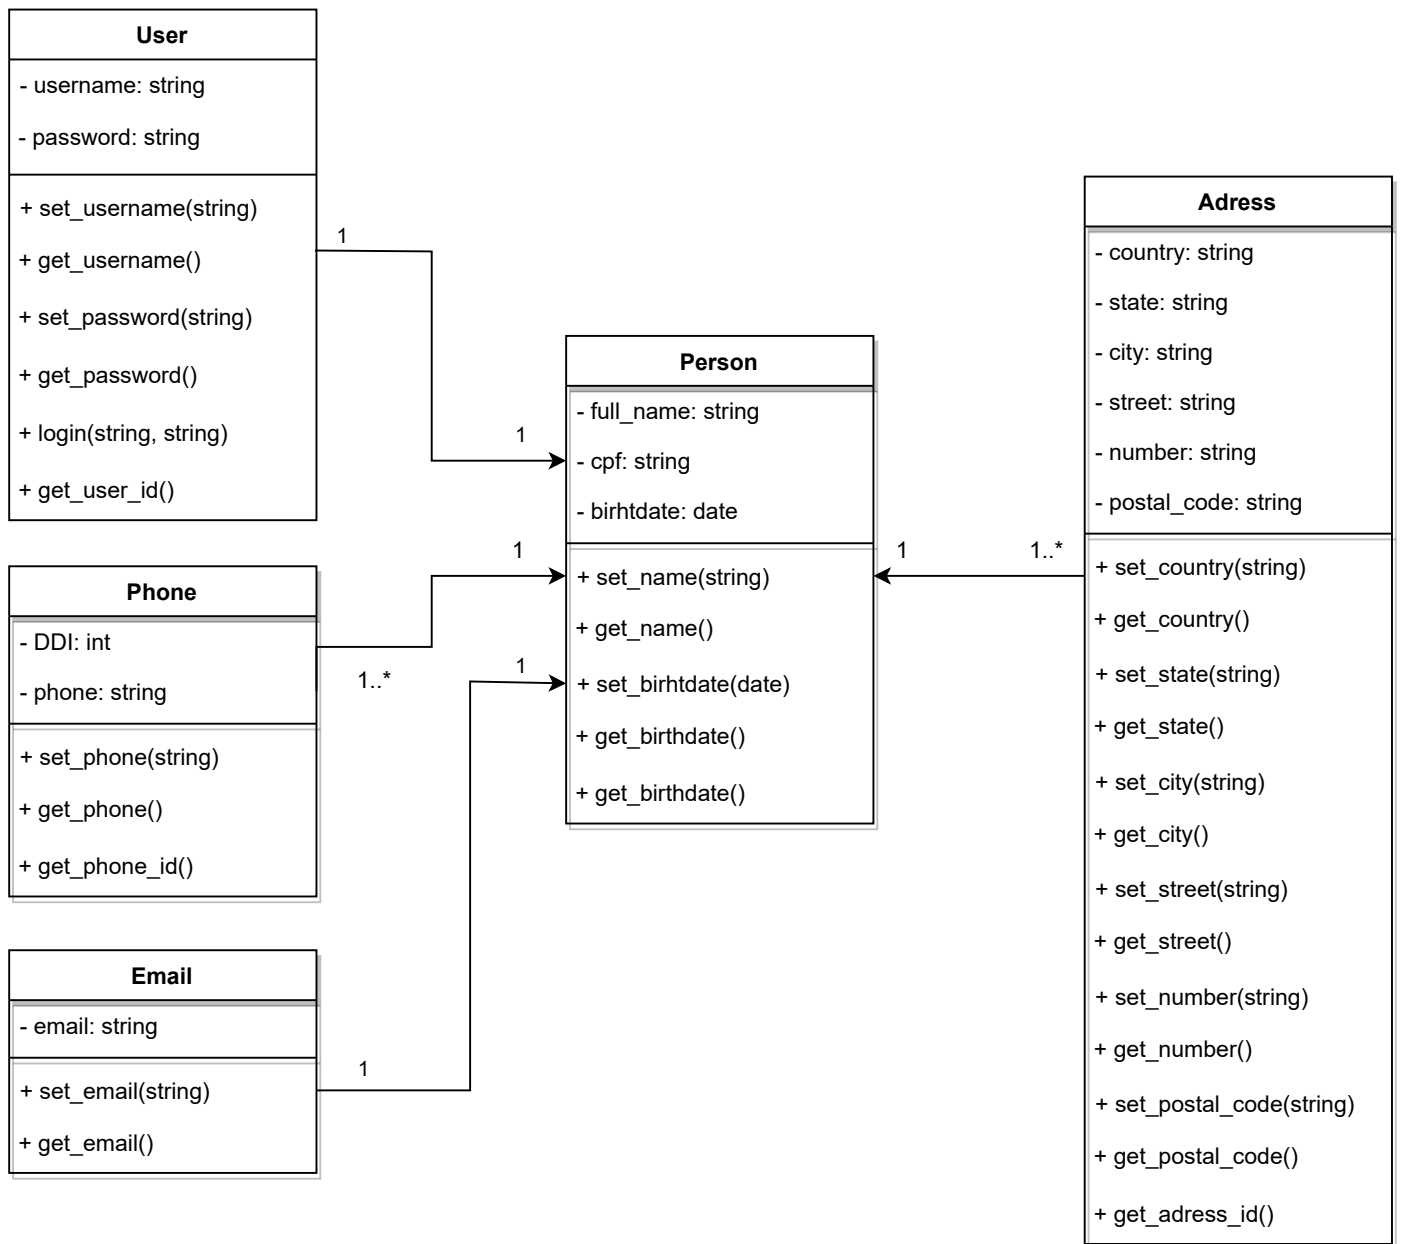 User
- username: string
- password: string
+ set_username(string)
+ get_username()
+ set_password(string)
+ get_password()
+ login(string, string)
+ get_user_id()
1
1
Phone
- DDI: int
- phone: string
+ set_phone(string)
+ get_phone()
+ get_phone_id()
1..*
1
Email
- email: string
+ set_email(string)
+ get_email()
1
1
Person
- full_name: string
- cpf: string
- birhtdate: date
+ set_name(string)
+ get_name()
+ set_birhtdate(date)
+ get_birthdate()
+ get_birthdate()
1
1..*
Adress
- country: string
- state: string
- city: string
- street: string
- number: string
- postal_code: string
+ set_country(string)
+ get_country()
+ set_state(string)
+ get_state()
+ set_city(string)
+ get_city()
+ set_street(string)
+ get_street()
+ set_number(string)
+ get_number()
+ set_postal_code(string)
+ get_postal_code()
+ get_adress_id()